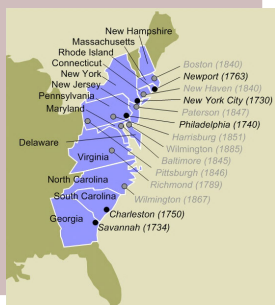 New Hampshire
Massachusetts
Rhode Island
Connecticut
New York
New Jersey
Pennsylvania
Maryland
Delaware
Virginia
North Carolina
South Carolina
Georgia
Boston (1840)
Newport (1763)
New Haven (1840)
New York City (1730)
Paterson (1847)
Philadelphia (1740)
Harrisburg (1851)
Wilmington (1885)
Baltimore (1845)
Pittsburgh (1846)
Richmond (1789)
Wilmington (1867)
Charleston (1750)
Savannah (1734)